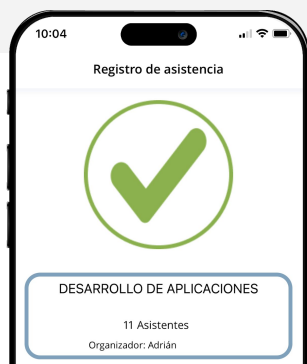 10:04
Registro de asistencia
DESARROLLO DE APLICACIONES
11 Asistentes
Organizador: Adrián